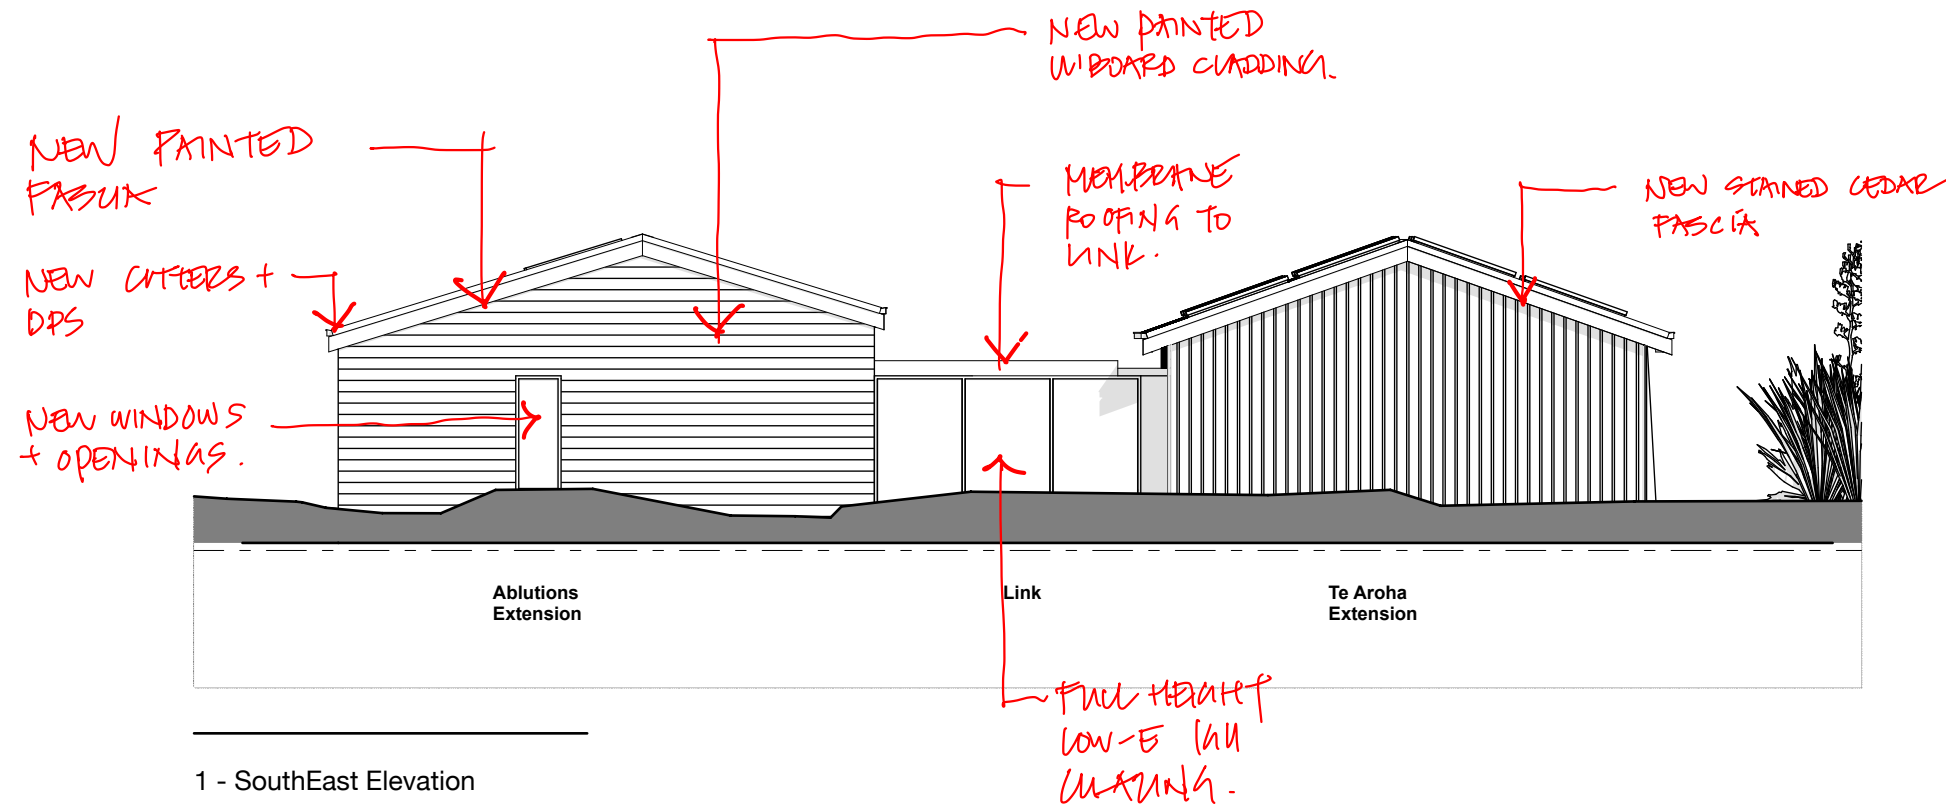 NEW PAINTED
W'BOARD CLADDING.
NEW PAINTED
FASCIA
MEMBRANE
ROOFING TO
LINK.
NEW STAINED CEDAR
FASCIA
NEW GUTTERS +
DPS
NEW WINDOWS
+ OPENINGS.
Ablutions
Extension
Link
Te Aroha
Extension
FULL HEIGHT
LOW-E IGU
GLAZING.
1 - SouthEast Elevation